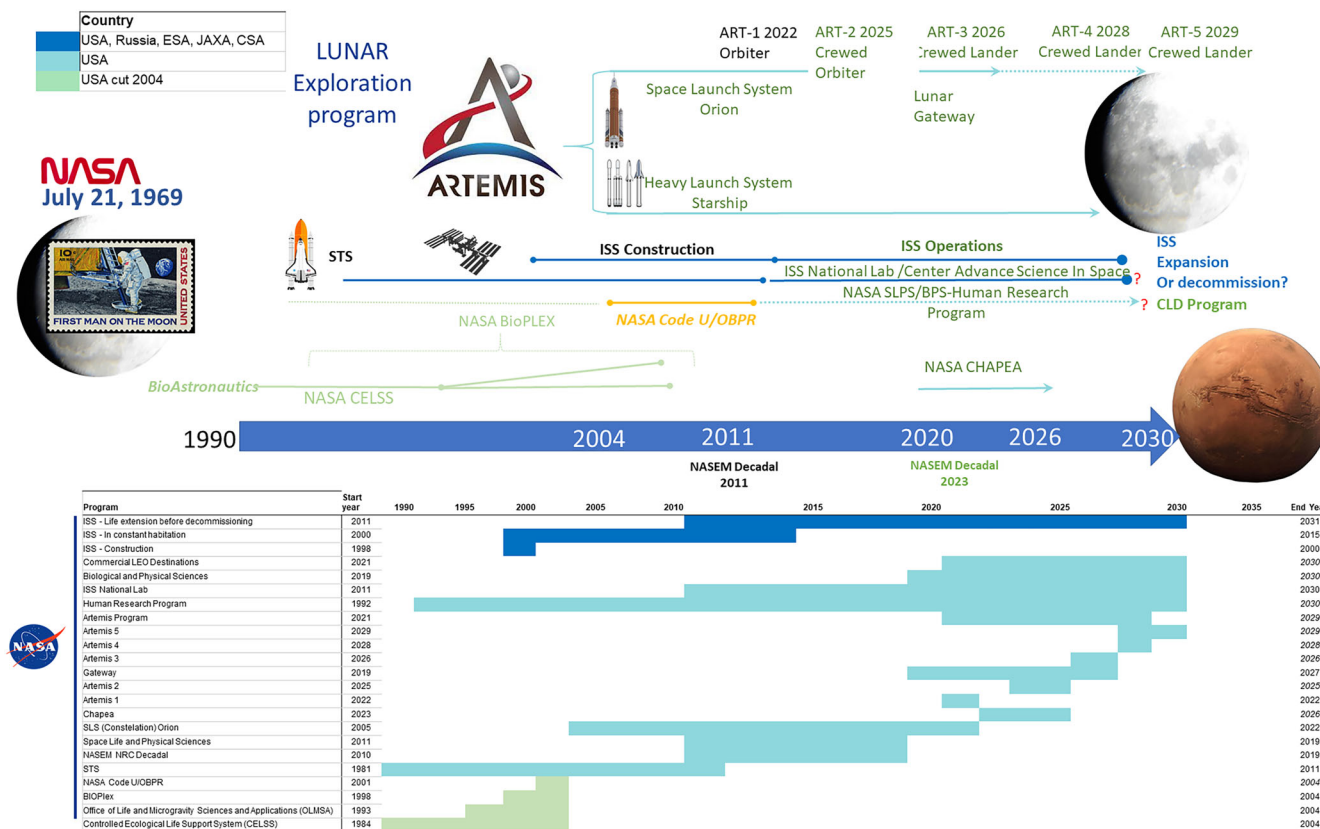 Country
USA, Russia, ESA, JAXA, CSA
USA
USA cut 2004
LUNAR
Exploration
program
ARTEMIS
ART-1 2022
Orbiter
ART-2 2025
Crewed
Orbiter
ART-3 2026
Crewed Lander
ART-4 2028
Crewed Lander
ART-5 2029
Crewed Lander
Space Launch System
Orion
Lunar
Gateway
Heavy Launch System
Starship
NASA
July 21, 1969
10¢
FIRST MAN ON THE MOON
UNITED STATES
STS
ISS Construction
ISS Operations
ISS National Lab /Center Advance Science In Space
?
NASA SLPS/BPS-Human Research
Program
?
ISS
Expansion
Or decommission?
CLD Program
NASA BioPLEX
NASA Code U/OBPR
BioAstronautics
NASA CELSS
NASA CHAPEA
1990 2004 2011 2020 2026 2030
NASEM Decadal
2011
NASEM Decadal
2023
Program Start year 1990 1995 2000 2005 2010 2015 2020 2025 2030 2035 End Ye
ISS - Life extension before decommissioning 2011 2031
ISS - In constant habitation 2000 2015
ISS - Construction 1998 2000
Commercial LEO Destinations 2021 2030
Biological and Physical Sciences 2019 2030
ISS National Lab 2011 2030
Human Research Program 1992 2030
Artemis Program 2021 2029
Artemis 5 2029 2029
Artemis 4 2028 2028
Artemis 3 2026 2026
Gateway 2019 2027
Artemis 2 2025 2025
Artemis 1 2022 2022
Chapea 2023 2026
SLS (Constelation) Orion 2005 2022
Space Life and Physical Sciences 2011 2019
NASEM NRC Decadal 2010 2019
STS 1981 2011
NASA Code U/OBPR 2001 2004
BIOPlex 1998 2004
Office of Life and Microgravity Sciences and Applications (OLMSA) 1993 2004
Controlled Ecological Life Support System (CELSS) 1984 2004
NASA